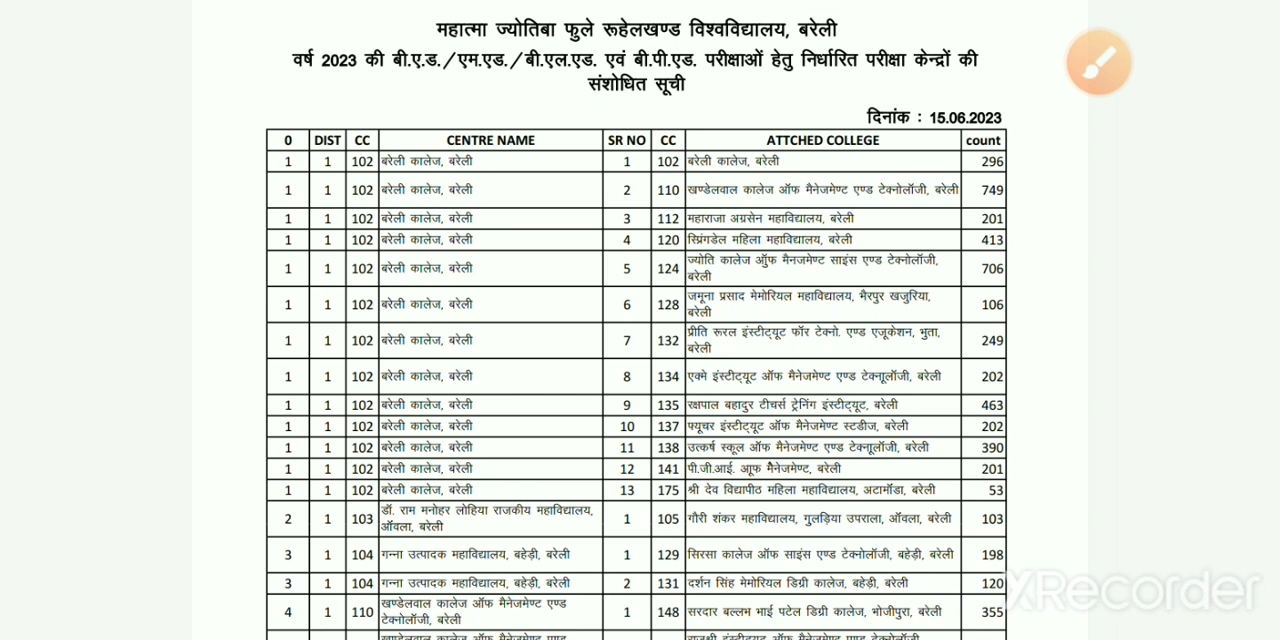 महात्मा ज्योतिबा फुले रूहेलखण्ड विश्वविद्यालय, बरेली
वर्ष 2023 की बी.ए.ड./एम.एड./बी.एल.एड. एवं बी.पी.एड. परीक्षाओं हेतु निर्धारित परीक्षा केन्द्रों की
संशोधित सूची
दिनांक : 15.06.2023
0 DIST CC CENTRE NAME SR NO CC ATTCHED COLLEGE count
1 1 102 बरेली कालेज, बरेली 1 102 बरेली कालेज, बरेली 296
1 1 102 बरेली कालेज, बरेली 2 110 खण्डेलवाल कालेज ऑफ मैनेजमेण्ट एण्ड टेक्नोलॉजी, बरेली 749
1 1 102 बरेली कालेज, बरेली 3 112 महाराजा अग्रसेन महाविद्यालय, बरेली 201
1 1 102 बरेली कालेज, बरेली 4 120 स्प्रिंगडेल महिला महाविद्यालय, बरेली 413
1 1 102 बरेली कालेज, बरेली 5 124 ज्योति कालेज ऑुफ मैनजमेण्ट साइंस एण्ड टेक्नोलॉजी,
बरेली 706
1 1 102 बरेली कालेज, बरेली 6 128 जमूना प्रसाद मेमोरियल महाविद्यालय, भैरपुर खजुरिया,
बरेली 106
1 1 102 बरेली कालेज, बरेली 7 132 प्रीति रूरल इंस्टीट्यूट फॉर टेक्नो. एण्ड एजूकेशन, भुता,
बरेली 249
1 1 102 बरेली कालेज, बरेली 8 134 एक्मे इंस्टीट्यूट ऑफ मैनेजमेण्ट एण्ड टेक्नाूलॉजी, बरेली 202
1 1 102 बरेली कालेज, बरेली 9 135 रक्षपाल बहादुर टीचर्स ट्रेनिंग इंस्टीट्यूट, बरेली 463
1 1 102 बरेली कालेज, बरेली 10 137 फ्यूचर इंस्टीट्यूट ऑफ मैनेजमेण्ट स्टडीज, बरेली 202
1 1 102 बरेली कालेज, बरेली 11 138 उत्कर्ष स्कूल ऑफ मैनेजमेण्ट एण्ड टेक्नाूलॉजी, बरेली 390
1 1 102 बरेली कालेज, बरेली 12 141 पी.जी.आई. आूफ मैनेजमेण्ट, बरेली 201
1 1 102 बरेली कालेज, बरेली 13 175 श्री देव विद्यापीठ महिला महाविद्यालय, अटामॉडा, बरेली 53
2 1 103 डॉ. राम मनोहर लोहिया राजकीय महाविद्यालय,
ऑवला, बरेली 1 105 गौरी शंकर महाविद्यालय, गुलड़िया उपराला, ऑवला, बरेली 103
3 1 104 गन्ना उत्पादक महाविद्यालय, बहेड़ी, बरेली 1 129 सिरसा कालेज ऑफ साइंस एण्ड टेक्नोलॉजी, बहेड़ी, बरेली 198
3 1 104 गन्ना उत्पादक महाविद्यालय, बहेड़ी, बरेली 2 131 दर्शन सिंह मेमोरियल डिग्री कालेज, बहेड़ी, बरेली 120
4 1 110 खण्डेलवाल कालेज ऑफ मैनेजमेण्ट एण्ड
टेक्नोलॉजी, बरेली 1 148 सरदार बल्लभ भाई पटेल डिग्री कालेज, भोजीपुरा, बरेली 355
XRecorder